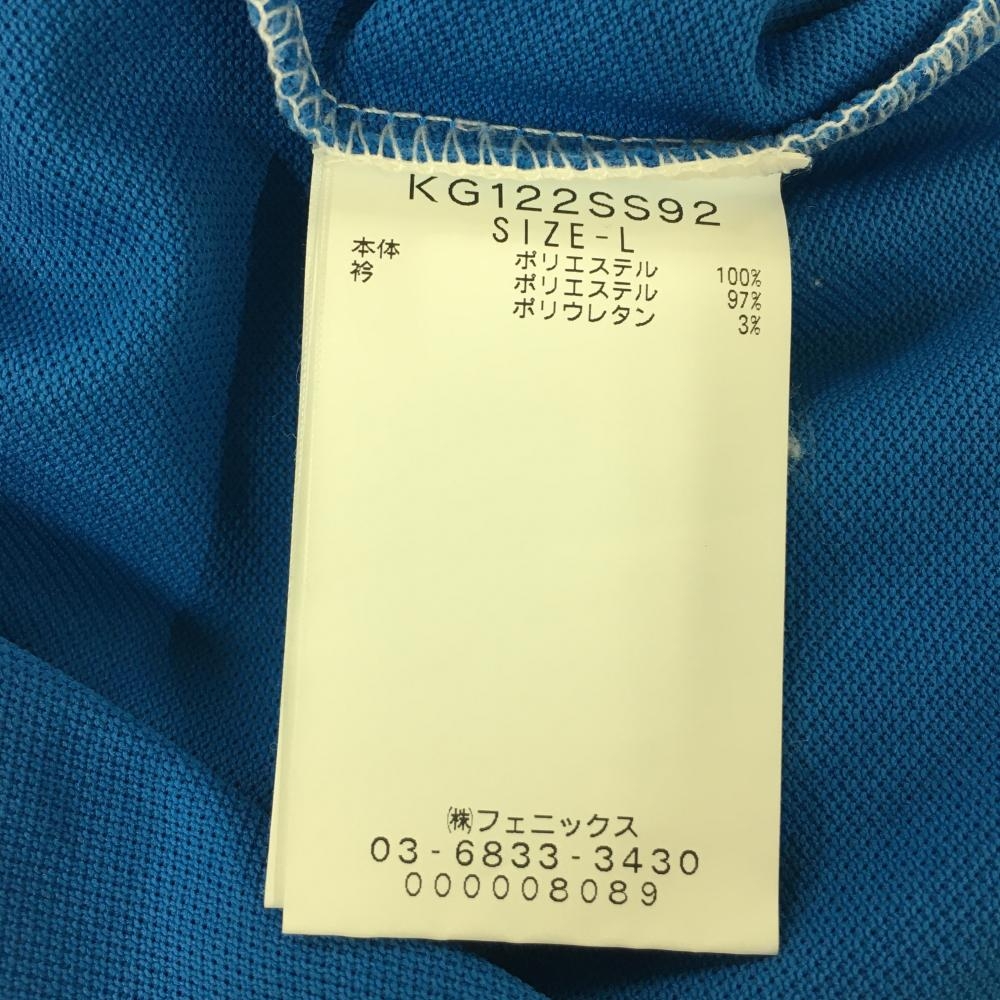 KG122SS92
SIZE-L
本体 ポリエステル 100%
衿 ポリエステル 97%
ポリウレタン 3%
㈱フェニックス
03-6833-3430
000008089